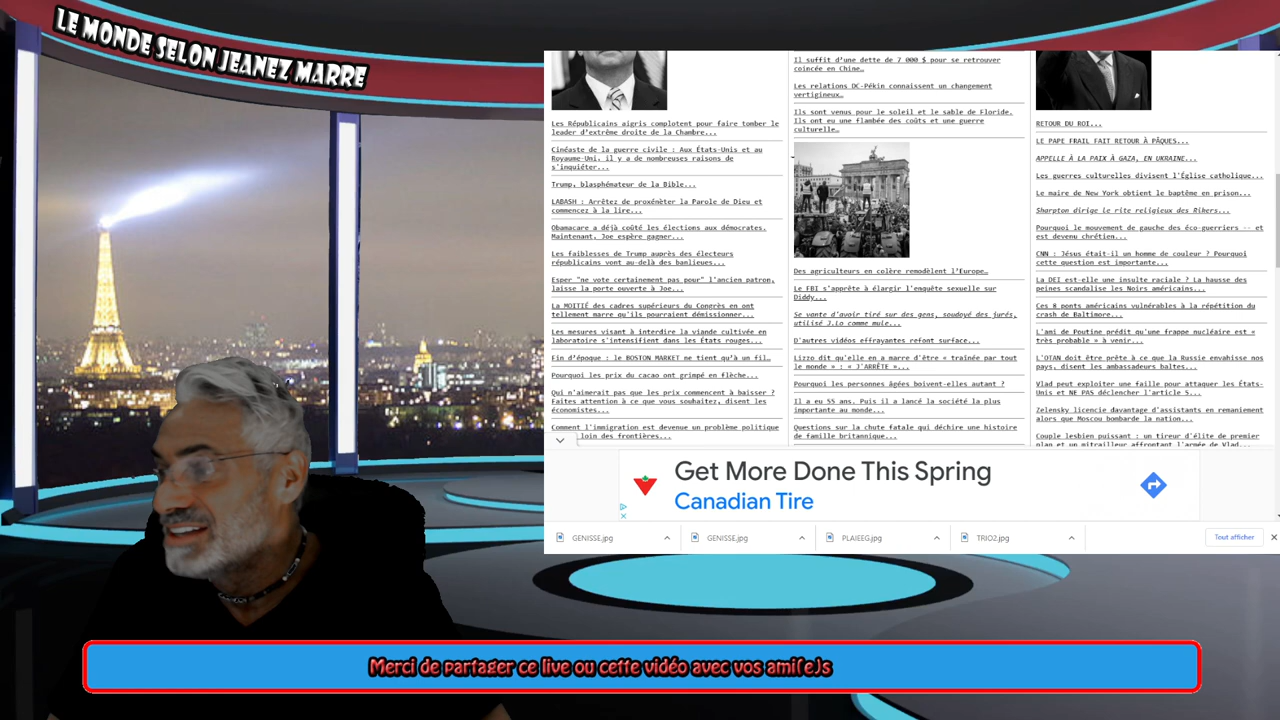 LE MONDE SELON JEANEZ MARRE
Les Républicains aigris complotent pour faire tomber le
leader d'extrême droite de la Chambre...
Cinéaste de la guerre civile : Aux États-Unis et au
Royaume-Uni, il y a de nombreuses raisons de
s'inquiéter...
Trump, blasphémateur de la Bible...
LABASH : Arrêtez de proxénéter la Parole de Dieu et
commencez à la lire...
Obamacare a déjà coûté les élections aux démocrates.
Maintenant, Joe espère gagner...
Les faiblesses de Trump auprès des électeurs
républicains vont au-delà des banlieues...
Esper "ne vote certainement pas pour" l'ancien patron,
laisse la porte ouverte à Joe...
La MOITIÉ des cadres supérieurs du Congrès en ont
tellement marre qu'ils pourraient démissionner...
Les mesures visant à interdire la viande cultivée en
laboratoire s'intensifient dans les États rouges...
Fin d'époque : le BOSTON MARKET ne tient qu'à un fil…
Pourquoi les prix du cacao ont grimpé en flèche...
Qui n'aimerait pas que les prix commencent à baisser ?
Faites attention à ce que vous souhaitez, disent les
économistes...
Comment l'immigration est devenue un problème politique
loin des frontières...
Il suffit d'une dette de 7 000 $ pour se retrouver
coincée en Chine…
Les relations DC-Pékin connaissent un changement
vertigineux…
Ils sont venus pour le soleil et le sable de Floride.
Ils ont eu une flambée des coûts et une guerre
culturelle…
Des agriculteurs en colère remodèlent l'Europe…
Le FBI s'apprête à élargir l'enquête sexuelle sur
Diddy...
Se vante d'avoir tiré sur des gens, soudoyé des jurés,
utilisé J.Lo comme mule...
D'autres vidéos effrayantes refont surface...
Lizzo dit qu'elle en a marre d'être « traînée par tout
le monde » : « J'ARRÊTE »...
Pourquoi les personnes âgées boivent-elles autant ?
Il a eu 55 ans. Puis il a lancé la société la plus
importante au monde...
Questions sur la chute fatale qui déchire une histoire
de famille britannique...
RETOUR DU ROI...
LE PAPE FRAIL FAIT RETOUR À PÂQUES...
APPELLE À LA PAIX À GAZA, EN UKRAINE...
Les guerres culturelles divisent l'Église catholique...
Le maire de New York obtient le baptême en prison...
Sharpton dirige le rite religieux des Rikers...
Pourquoi le mouvement de gauche des éco-guerriers -- et
est devenu chrétien...
CNN : Jésus était-il un homme de couleur ? Pourquoi
cette question est importante...
La DEI est-elle une insulte raciale ? La hausse des
peines scandalise les Noirs américains...
Ces 8 ponts américains vulnérables à la répétition du
crash de Baltimore...
L'ami de Poutine prédit qu'une frappe nucléaire est «
très probable » à venir...
L'OTAN doit être prête à ce que la Russie envahisse nos
pays, disent les ambassadeurs baltes...
Vlad peut exploiter une faille pour attaquer les États-
Unis et NE PAS déclencher l'article 5...
Zelensky licencie davantage d'assistants en remaniement
alors que Moscou bombarde la nation...
Couple lesbien puissant : un tireur d'élite de premier
plan et un mitrailleur affrontant l'armée de Vlad...
Get More Done This Spring
Canadian Tire
GENISSE.jpg
GENISSE.jpg
PLAIEEG.jpg
TRIO2.jpg
Tout afficher
Merci de partager ce live ou cette vidéo avec vos ami(e)s